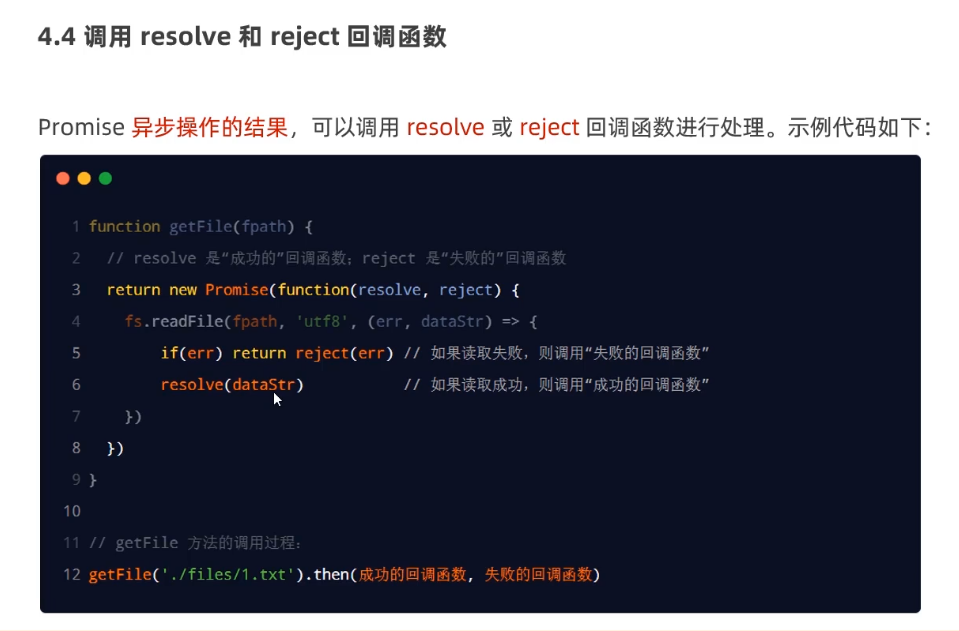 4.4 调用 resolve 和 reject 回调函数
Promise 异步操作的结果，可以调用 resolve 或 reject 回调函数进行处理。示例代码如下：
1 function getFile(fpath) {
2 // resolve 是“成功的”回调函数；reject 是“失败的”回调函数
3 return new Promise(function(resolve, reject) {
4 fs.readFile(fpath, 'utf8', (err, dataStr) => {
5 if(err) return reject(err) // 如果读取失败，则调用“失败的回调函数”
6 resolve(dataStr) // 如果读取成功，则调用“成功的回调函数”
7 })
8 })
9 }
10
11 // getFile 方法的调用过程：
12 getFile('./files/1.txt').then(成功的回调函数, 失败的回调函数)